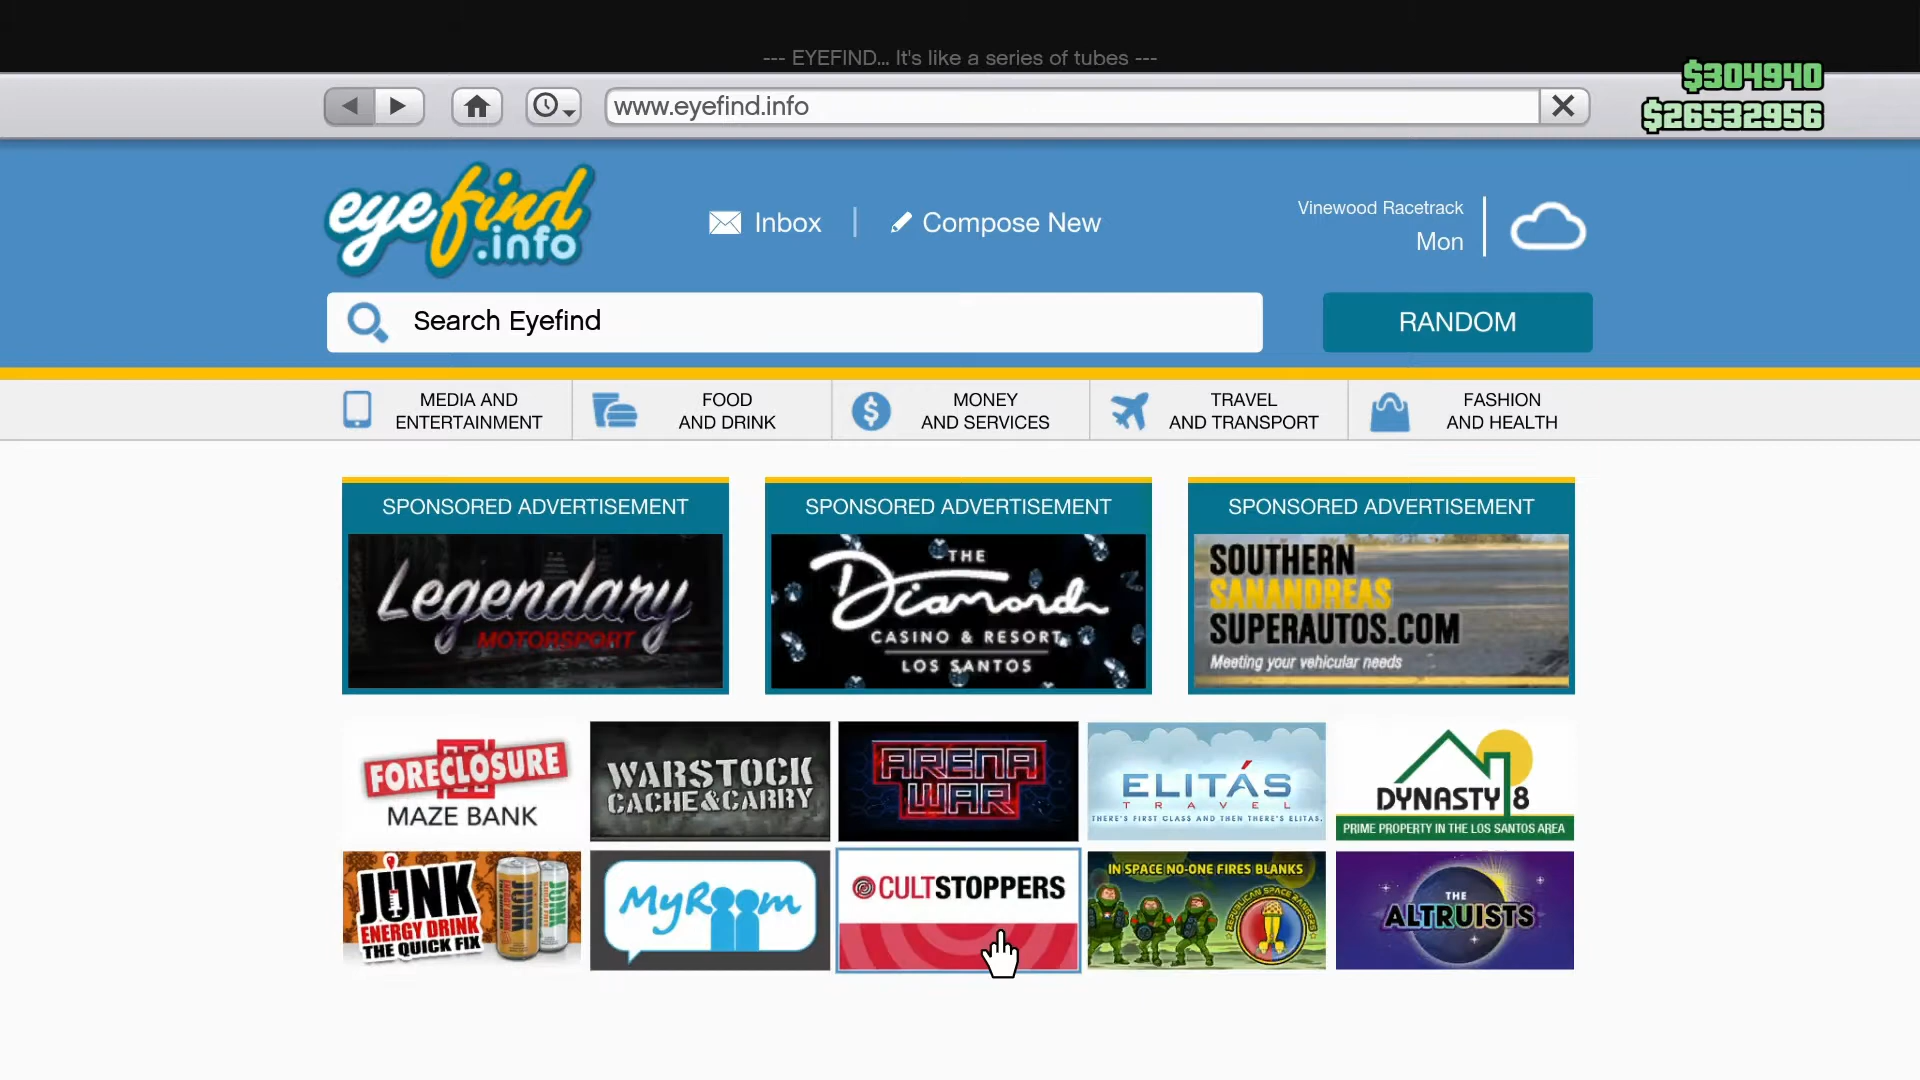 --- EYEFIND... It's like a series of tubes ---
$304940
www.eyefind.info
$26532956
eyefind.info
Inbox
Compose New
Vinewood Racetrack
Mon
Search Eyefind
RANDOM
MEDIA AND
ENTERTAINMENT
FOOD
AND DRINK
MONEY
AND SERVICES
TRAVEL
AND TRANSPORT
FASHION
AND HEALTH
SPONSORED ADVERTISEMENT
Legendary
MOTORSPORT
SPONSORED ADVERTISEMENT
THE
Diamond
CASINO & RESORT
LOS SANTOS
SPONSORED ADVERTISEMENT
SOUTHERN
SANANDREAS
SUPERAUTOS.COM
Meeting your vehicular needs
FORECLOSURE
MAZE BANK
WARSTOCK
CACHE&CARRY
ARENA
WAR
ELITÁS
TRAVEL
THERE'S FIRST CLASS AND THEN THERE'S ELITAS.
DYNASTY 8
PRIME PROPERTY IN THE LOS SANTOS AREA
JUNK
ENERGY DRINK
THE QUICK FIX
MyRoom
CULTSTOPPERS
IN SPACE NO-ONE FIRES BLANKS
REPUBLICAN SPACE RANGERS
THE
ALTRUISTS